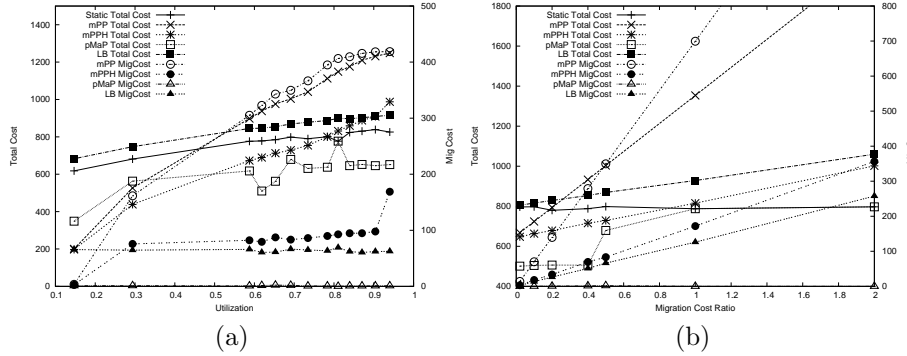 Static Total Cost
mPP Total Cost
mPPH Total Cost
pMaP Total Cost
LB Total Cost
mPP MigCost
mPPH MigCost
pMaP MigCost
LB MigCost
1400
1200
1000
800
600
400
200
0
Total Cost
500
400
300
200
100
0
Mig Cost
0.1 0.2 0.3 0.4 0.5 0.6 0.7 0.8 0.9 1
Utilization
(a)
Static Total Cost
mPP Total Cost
mPPH Total Cost
pMaP Total Cost
LB Total Cost
mPP MigCost
mPPH MigCost
pMaP MigCost
LB MigCost
1800
1600
1400
1200
1000
800
600
400
Total Cost
800
700
600
500
400
300
200
100
0
0 0.2 0.4 0.6 0.8 1 1.2 1.4 1.6 1.8 2
Migration Cost Ratio
(b)